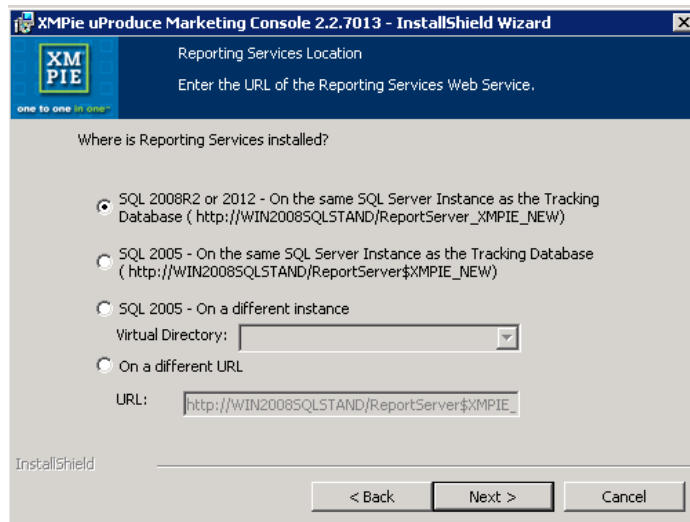 XMPie uProduce Marketing Console 2.2.7013 - InstallShield Wizard
XM
PIE
one to one in one™
Reporting Services Location
Enter the URL of the Reporting Services Web Service.
Where is Reporting Services installed?
SQL 2008R2 or 2012 - On the same SQL Server Instance as the Tracking
Database ( http://WIN2008SQLSTAND/ReportServer_XMPIE_NEW)
SQL 2005 - On the same SQL Server Instance as the Tracking Database
( http://WIN2008SQLSTAND/ReportServer$XMPIE_NEW)
SQL 2005 - On a different instance
Virtual Directory:
On a different URL
URL: http://WIN2008SQLSTAND/ReportServer$XMPIE_
InstallShield
< Back Next > Cancel